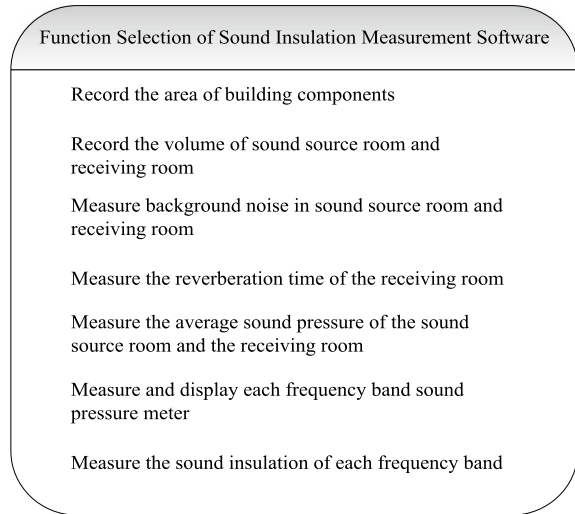 Function Selection of Sound Insulation Measurement Software
Record the area of building components
Record the volume of sound source room and
receiving room
Measure background noise in sound source room and
receiving room
Measure the reverberation time of the receiving room
Measure the average sound pressure of the sound
source room and the receiving room
Measure and display each frequency band sound
pressure meter
Measure the sound insulation of each frequency band